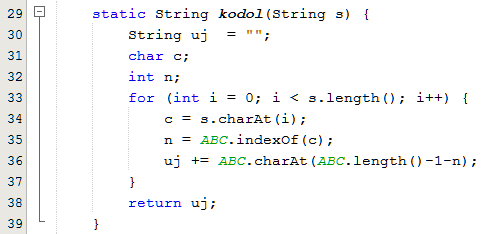 29 static String kodol(String s) {
30 String uj = "";
31 char c;
32 int n;
33 for (int i = 0; i < s.length(); i++) {
34 c = s.charAt(i);
35 n = ABC.indexOf(c);
36 uj += ABC.charAt(ABC.length()-1-n);
37 }
38 return uj;
39 }